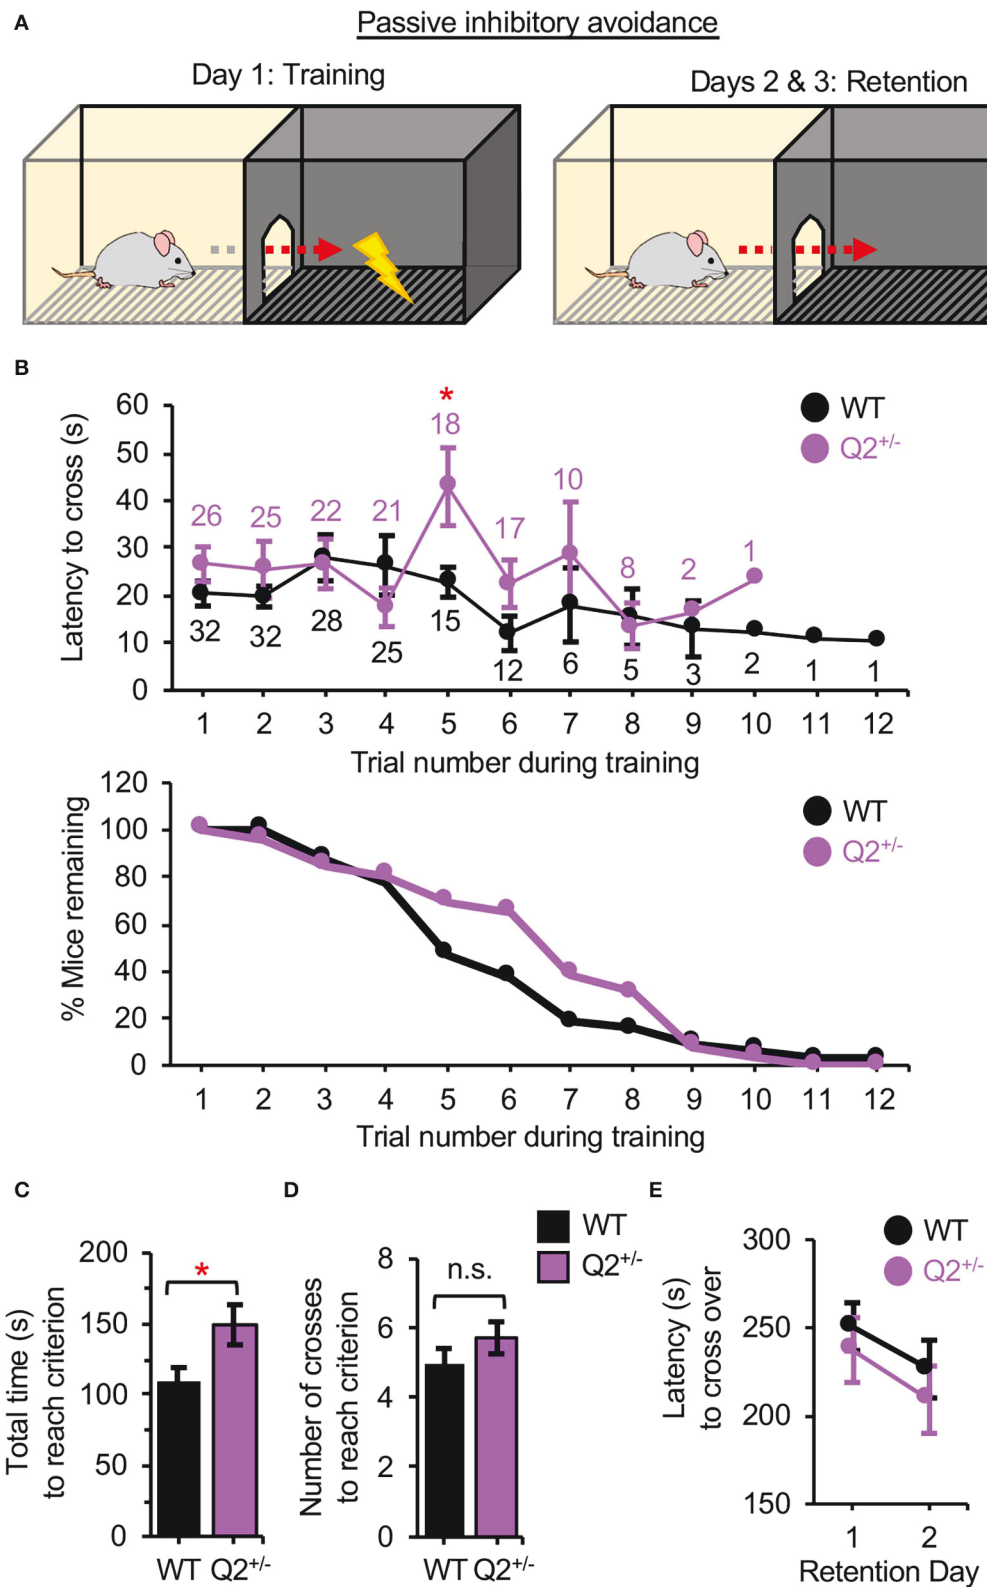 A
Passive inhibitory avoidance
Day 1: Training
Days 2 & 3: Retention
B
Latency to cross (s)
60
50
40
30
20
10
0
*
WT
Q2+/-
26 25 22 21 18 17 10 8 2 1
32 32 28 25 15 12 6 5 3 2 1 1
1 2 3 4 5 6 7 8 9 10 11 12
Trial number during training
% Mice remaining
120
100
80
60
40
20
0
WT
Q2+/-
1 2 3 4 5 6 7 8 9 10 11 12
Trial number during training
C
Total time (s)
to reach criterion
200
150
100
50
0
*
WT Q2+/-
D
WT
Q2+/-
Number of crosses
to reach criterion
8
6
4
2
0
n.s.
WT Q2+/-
E
WT
Q2+/-
Latency (s)
to cross over
300
250
200
150
1 2
Retention Day